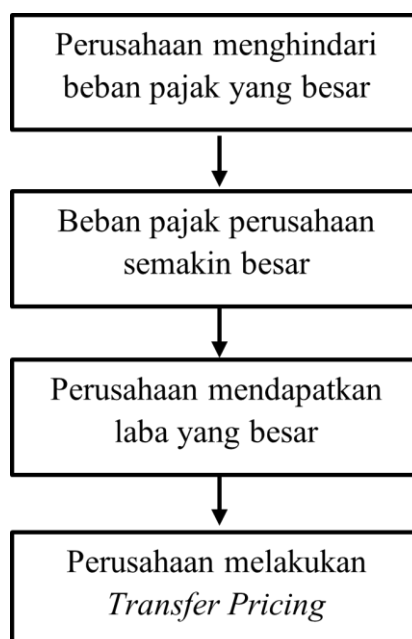 Perusahaan menghindari
beban pajak yang besar
Beban pajak perusahaan
semakin besar
Perusahaan mendapatkan
laba yang besar
Perusahaan melakukan
Transfer Pricing